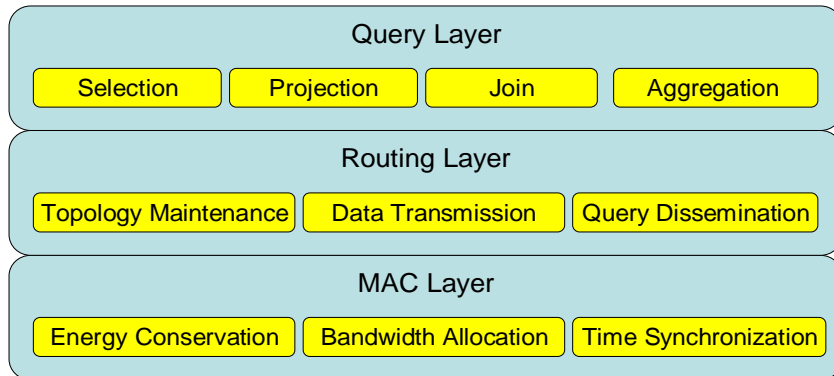 Query Layer
Selection Projection Join Aggregation
Routing Layer
Topology Maintenance Data Transmission Query Dissemination
MAC Layer
Energy Conservation Bandwidth Allocation Time Synchronization